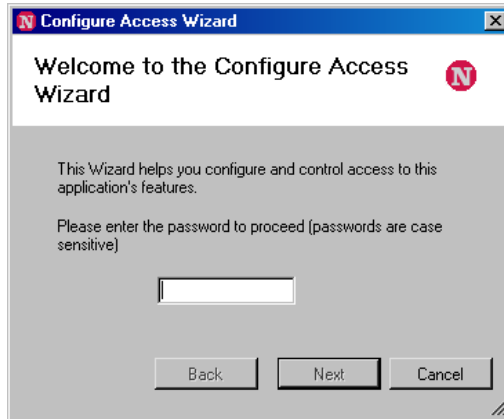 N Configure Access Wizard
Welcome to the Configure Access
Wizard
N
This Wizard helps you configure and control access to this
application's features.
Please enter the password to proceed (passwords are case
sensitive)
Back Next Cancel